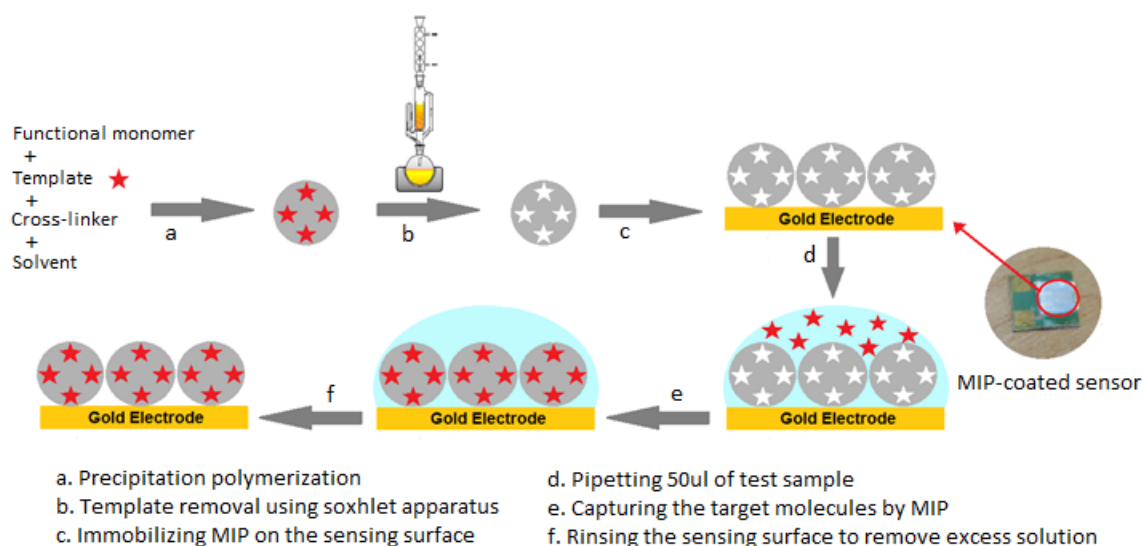 Functional monomer
+
Template
+
Cross-linker
+
Solvent
a
b
c
Gold Electrode
d
MIP-coated sensor
Gold Electrode
e
Gold Electrode
f
Gold Electrode
a. Precipitation polymerization
b. Template removal using soxhlet apparatus
c. Immobilizing MIP on the sensing surface
d. Pipetting 50ul of test sample
e. Capturing the target molecules by MIP
f. Rinsing the sensing surface to remove excess solution